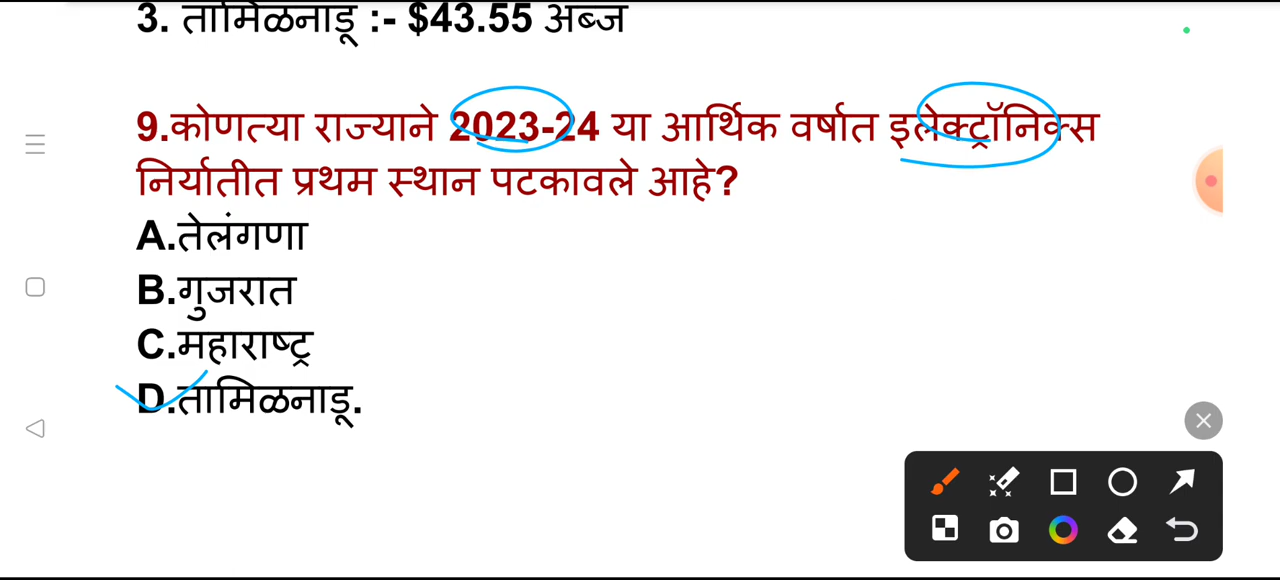 3. तामिळनाडू :- $43.55 अब्ज
9.कोणत्या राज्याने 2023-24 या आर्थिक वर्षात इलेक्ट्रॉनिक्स
निर्यातीत प्रथम स्थान पटकावले आहे?
A.तेलंगणा
B.गुजरात
C.महाराष्ट्र
D.तामिळनाडू.